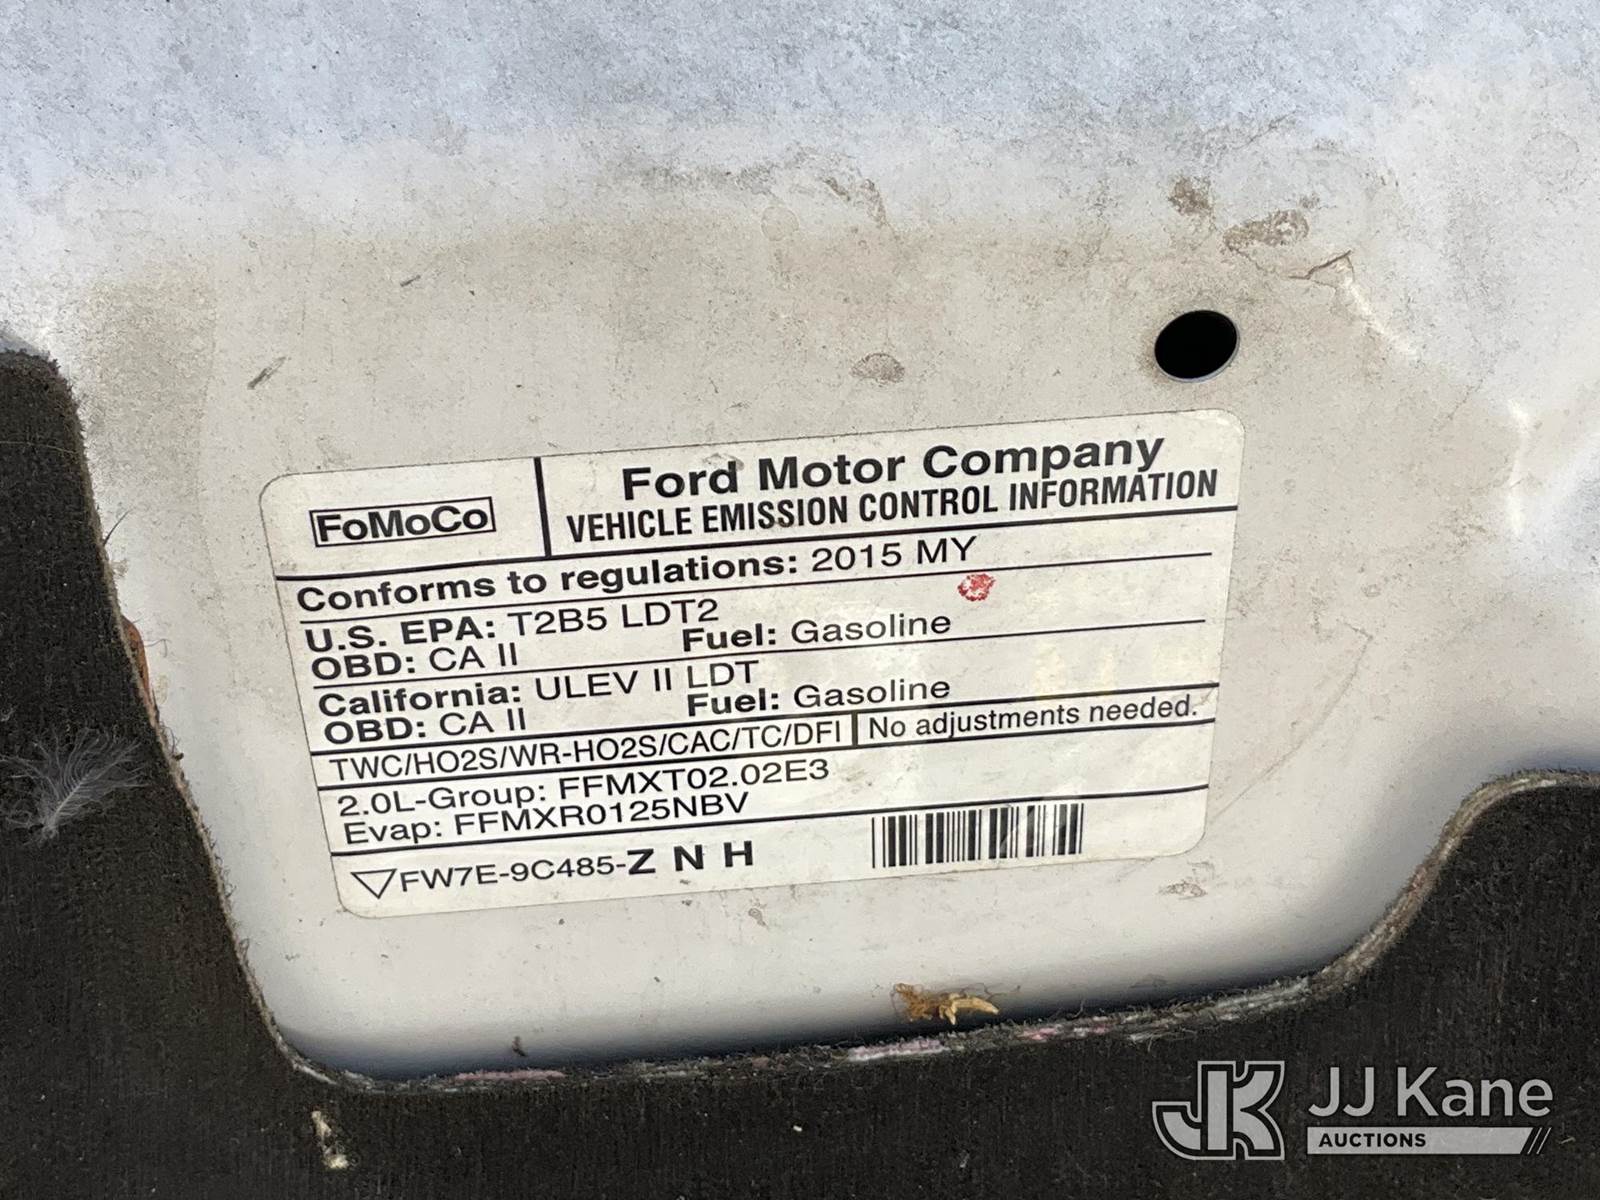 FoMoCo
Ford Motor Company
VEHICLE EMISSION CONTROL INFORMATION
Conforms to regulations: 2015 MY
U.S. EPA: T2B5 LDT2
OBD: CA II Fuel: Gasoline
California: ULEV II LDT
OBD: CA II Fuel: Gasoline
TWC/HO2S/WR-HO2S/CAC/TC/DFI No adjustments needed.
2.0L-Group: FFMXT02.02E3
Evap: FFMXR0125NBV
FW7E-9C485-Z N H
JK JJ Kane
AUCTIONS